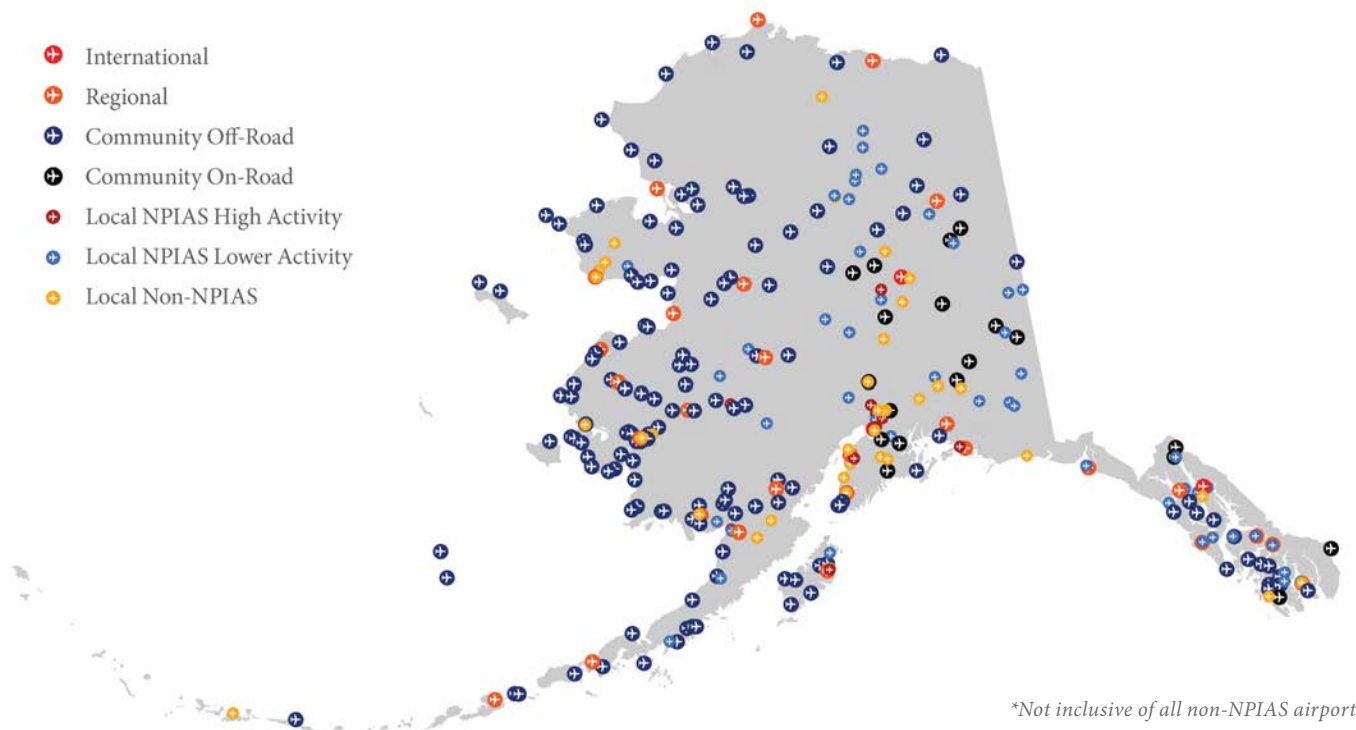 International
Regional
Community Off-Road
Community On-Road
Local NPIAS High Activity
Local NPIAS Lower Activity
Local Non-NPIAS
*Not inclusive of all non-NPIAS airport